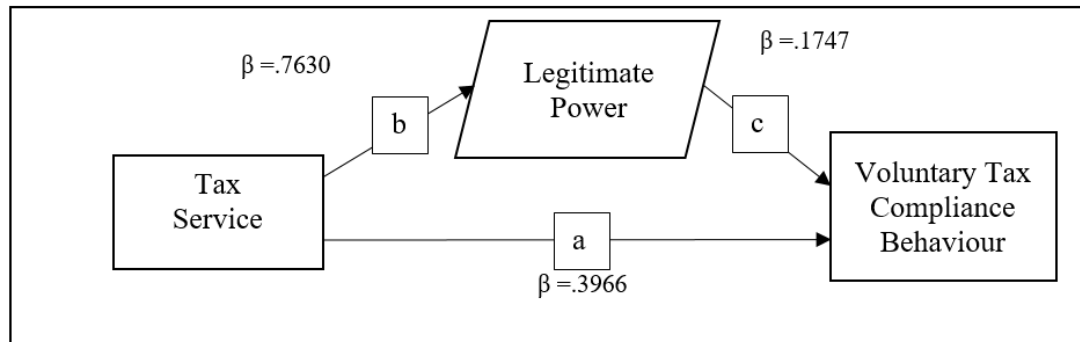 β =.7630
β =.1747
Legitimate
Power
b
c
Tax
Service
Voluntary Tax
Compliance
Behaviour
a
β =.3966